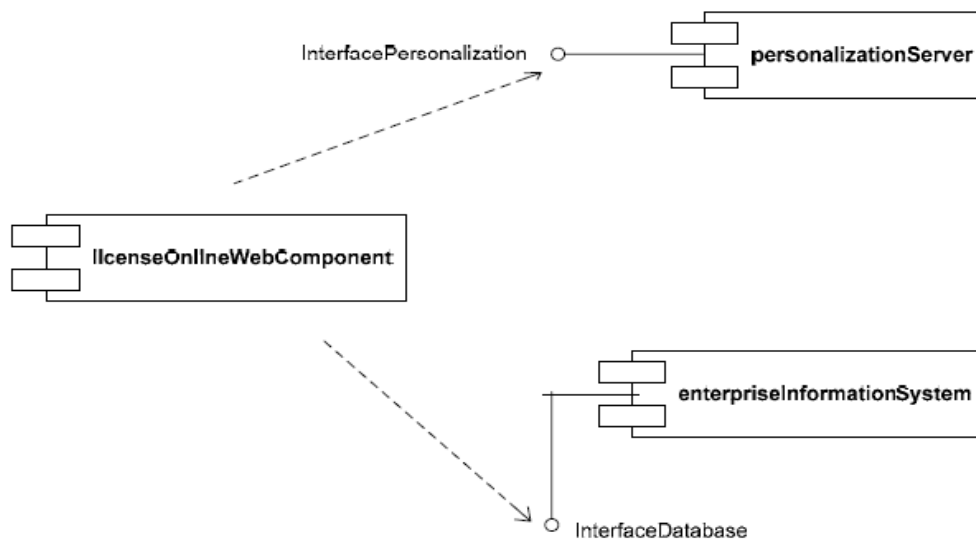 InterfacePersonalization
personalizationServer
licenseOnlineWebComponent
enterpriseInformationSystem
InterfaceDatabase